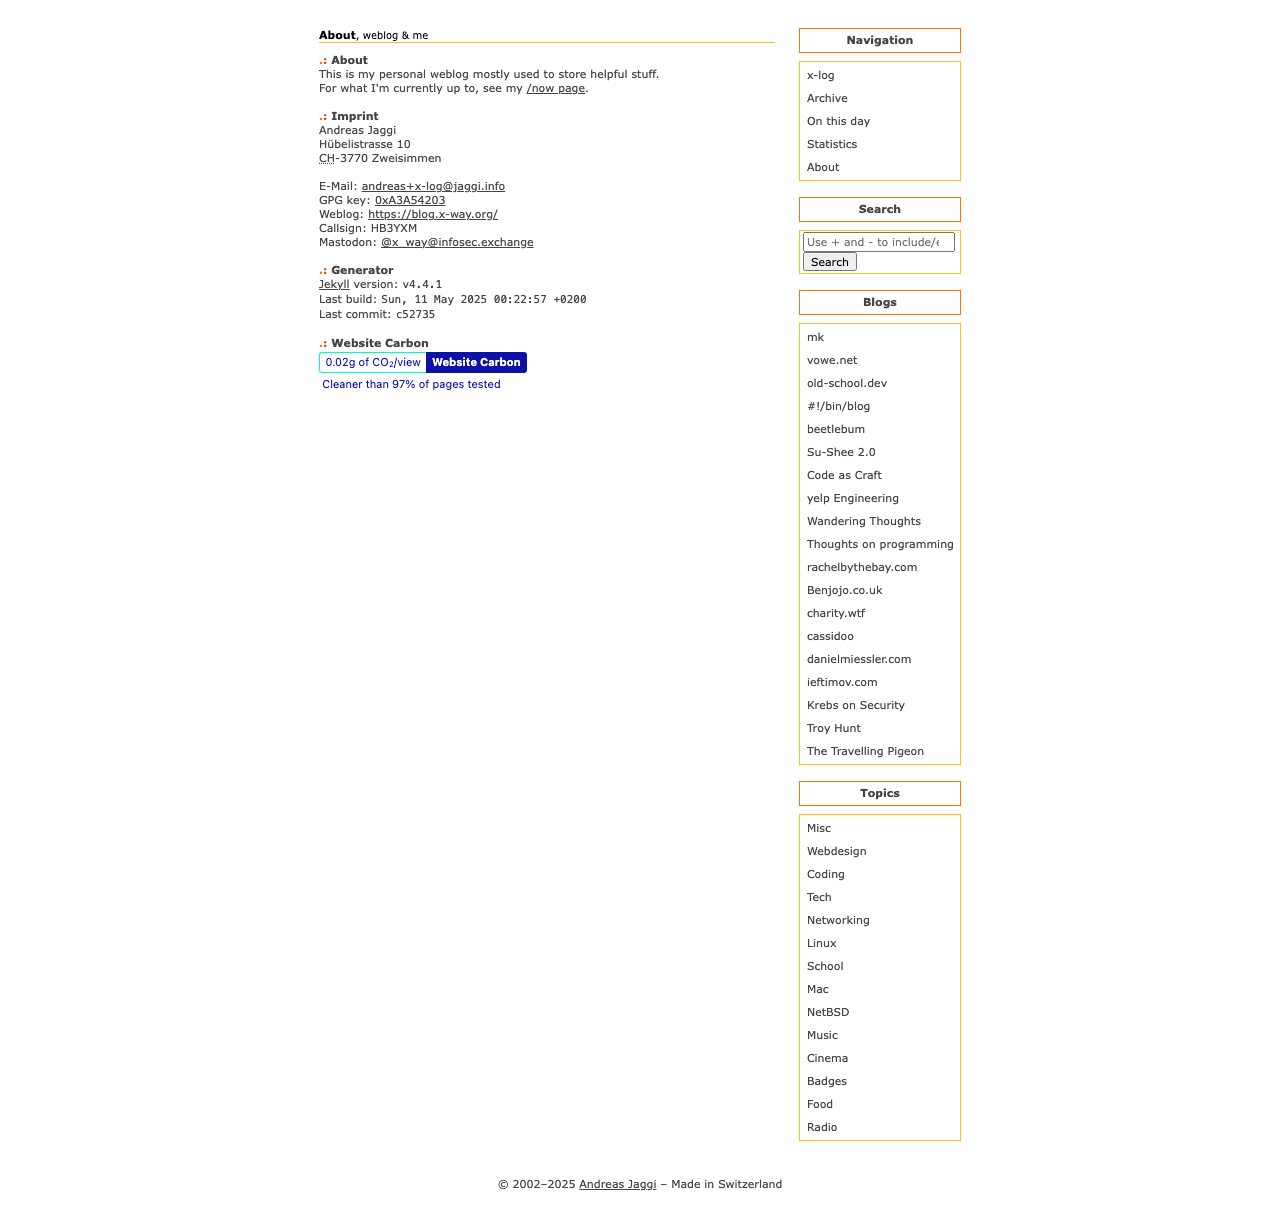 About, weblog & me
.: About
This is my personal weblog mostly used to store helpful stuff.
For what I'm currently up to, see my /now page.
.: Imprint
Andreas Jaggi
Hübelistrasse 10
CH-3770 Zweisimmen
E-Mail: andreas+x-log@jaggi.info
GPG key: 0xA3A54203
Weblog: https://blog.x-way.org/
Callsign: HB3YXM
Mastodon: @x_way@infosec.exchange
.: Generator
Jekyll version: v4.4.1
Last build: Sun, 11 May 2025 00:22:57 +0200
Last commit: c52735
.: Website Carbon
0.02g of CO₂/view Website Carbon
Cleaner than 97% of pages tested
Navigation
x-log
Archive
On this day
Statistics
About
Search
Use + and - to include/e
Search
Blogs
mk
vowe.net
old-school.dev
#!/bin/blog
beetlebum
Su-Shee 2.0
Code as Craft
yelp Engineering
Wandering Thoughts
Thoughts on programming
rachelbythebay.com
Benjojo.co.uk
charity.wtf
cassidoo
danielmiessler.com
ieftimov.com
Krebs on Security
Troy Hunt
The Travelling Pigeon
Topics
Misc
Webdesign
Coding
Tech
Networking
Linux
School
Mac
NetBSD
Music
Cinema
Badges
Food
Radio
© 2002–2025 Andreas Jaggi – Made in Switzerland